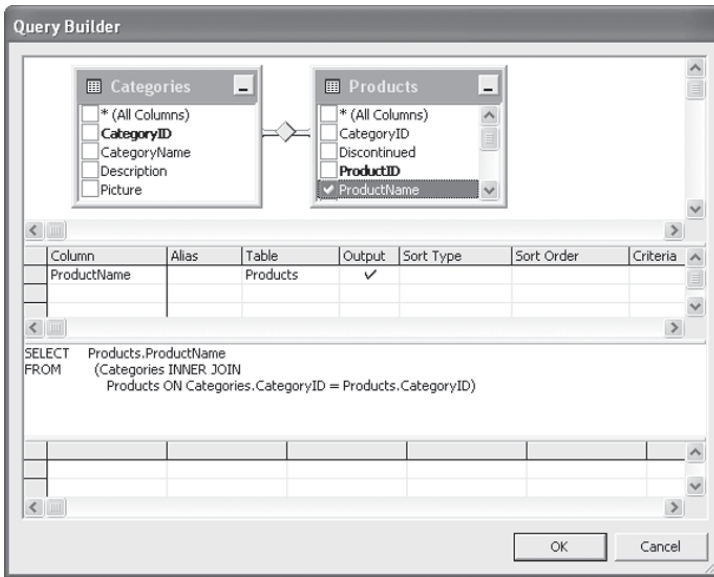 Query Builder
Categories
* (All Columns)
CategoryID
CategoryName
Description
Picture
Products
* (All Columns)
CategoryID
Discontinued
ProductID
ProductName
Column Alias Table Output Sort Type Sort Order Criteria
ProductName Products
SELECT Products.ProductName
FROM (Categories INNER JOIN
Products ON Categories.CategoryID = Products.CategoryID)
OK Cancel